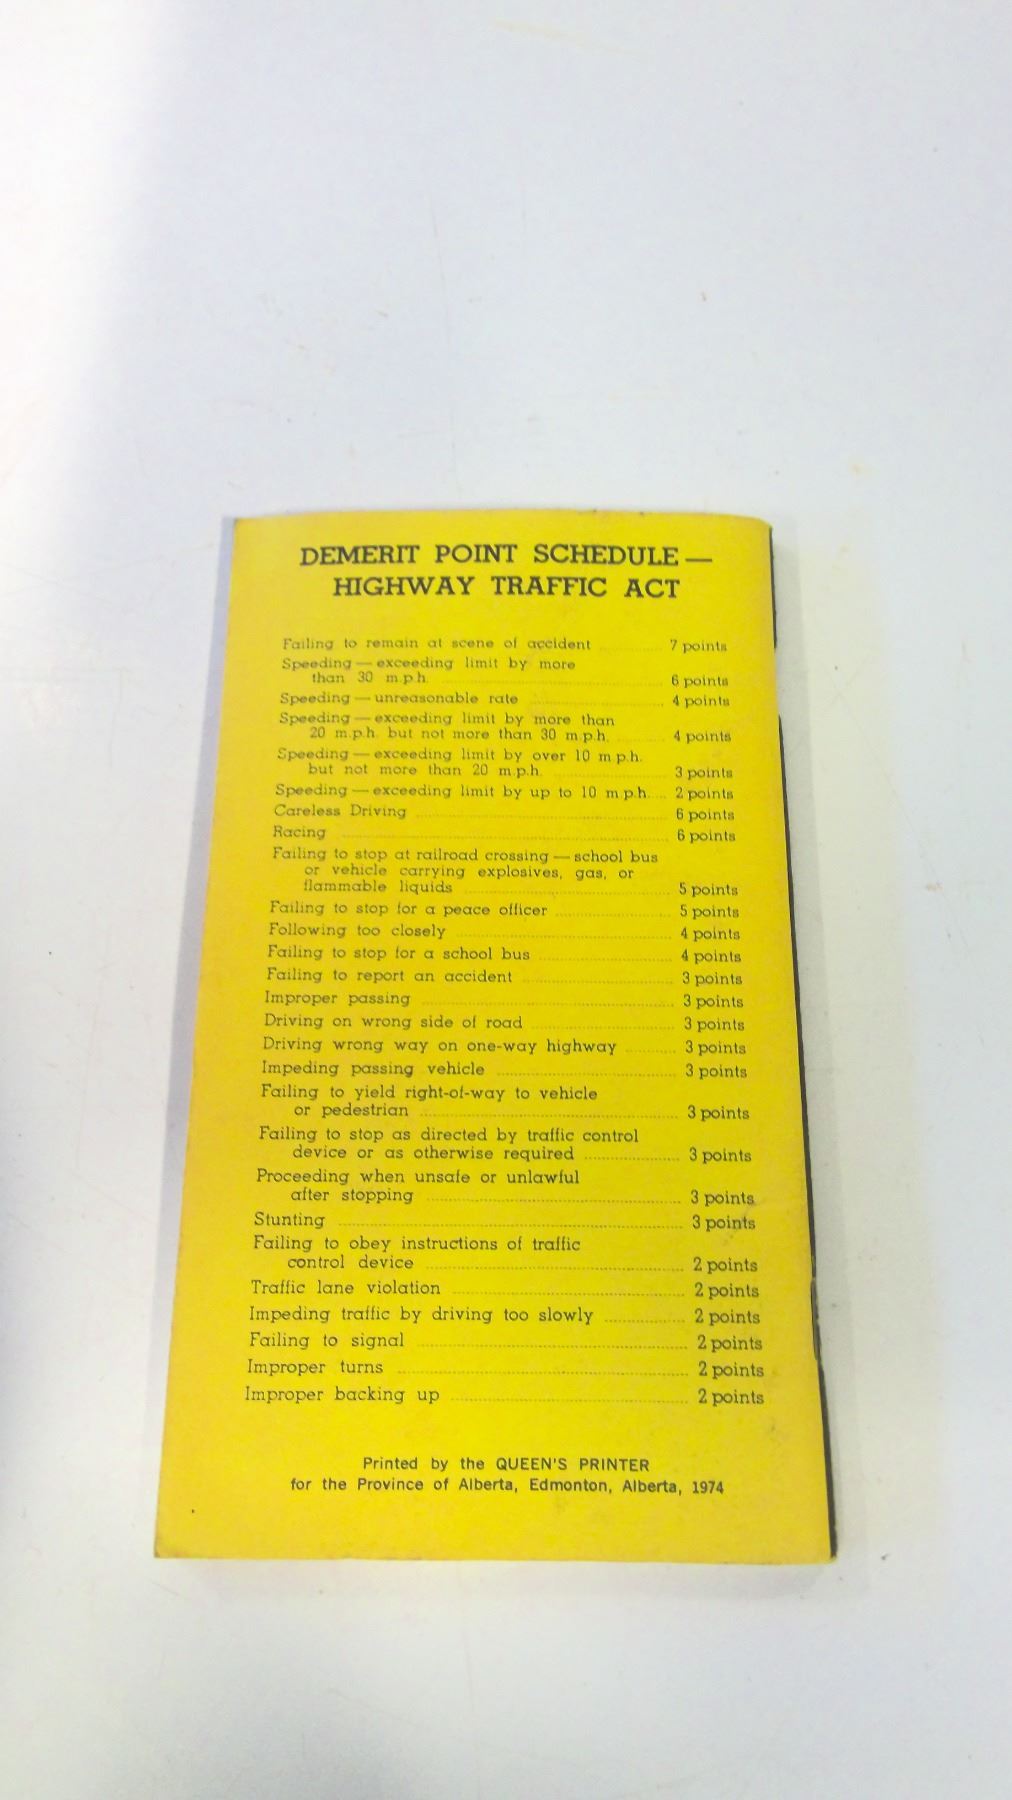 DEMERIT POINT SCHEDULE —
HIGHWAY TRAFFIC ACT
Failing to remain at scene of accident ............ 7 points
Speeding — exceeding limit by more
than 30 m.p.h. ............ 6 points
Speeding — unreasonable rate ............ 4 points
Speeding — exceeding limit by more than
20 m.p.h. but not more than 30 m.p.h. ............ 4 points
Speeding — exceeding limit by over 10 m.p.h.
but not more than 20 m.p.h. ............ 3 points
Speeding — exceeding limit by up to 10 m.p.h. .... 2 points
Careless Driving ............ 6 points
Racing ............ 6 points
Failing to stop at railroad crossing — school bus
or vehicle carrying explosives, gas, or
flammable liquids ............ 5 points
Failing to stop for a peace officer ............ 5 points
Following too closely ............ 4 points
Failing to stop for a school bus ............ 4 points
Failing to report an accident ............ 3 points
Improper passing ............ 3 points
Driving on wrong side of road ............ 3 points
Driving wrong way on one-way highway ............ 3 points
Impeding passing vehicle ............ 3 points
Failing to yield right-of-way to vehicle
or pedestrian ............ 3 points
Failing to stop as directed by traffic control
device or as otherwise required ............ 3 points
Proceeding when unsafe or unlawful
after stopping ............ 3 points
Stunting ............ 3 points
Failing to obey instructions of traffic
control device ............ 2 points
Traffic lane violation ............ 2 points
Impeding traffic by driving too slowly ............ 2 points
Failing to signal ............ 2 points
Improper turns ............ 2 points
Improper backing up ............ 2 points
Printed by the QUEEN'S PRINTER
for the Province of Alberta, Edmonton, Alberta, 1974